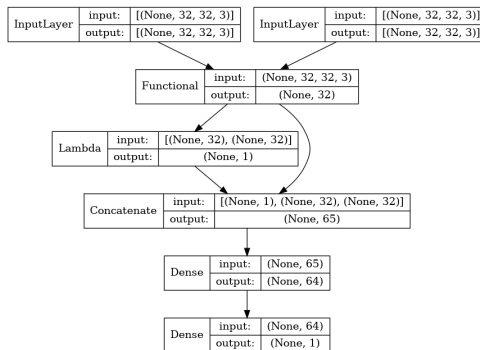 InputLayer input: [(None, 32, 32, 3)] InputLayer input: [(None, 32, 32, 3)]
output: [(None, 32, 32, 3)] output: [(None, 32, 32, 3)]
Functional input: (None, 32, 32, 3)
output: (None, 32)
Lambda input: [(None, 32), (None, 32)]
output: (None, 1)
Concatenate input: [(None, 1), (None, 32), (None, 32)]
output: (None, 65)
Dense input: (None, 65)
output: (None, 64)
Dense input: (None, 64)
output: (None, 1)